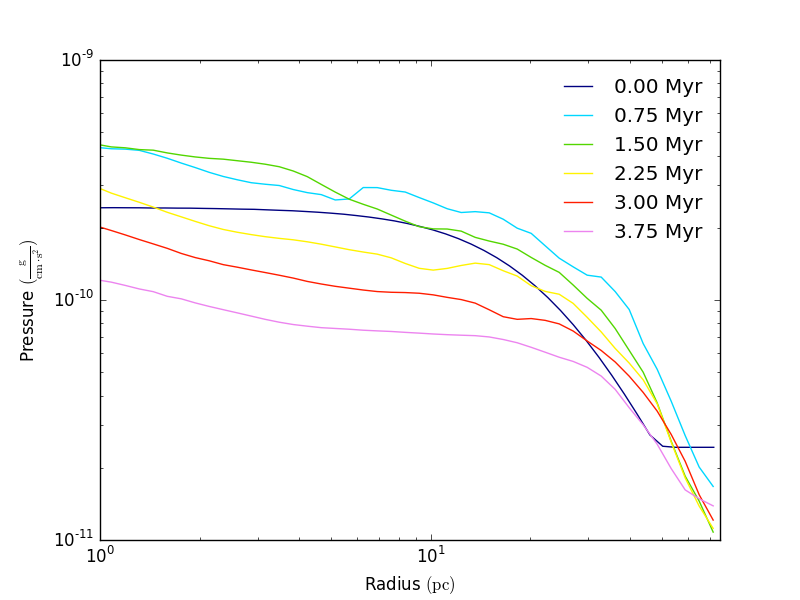 10^-9
10^-10
10^-11
Pressure (g/cm·s^2)
0.00 Myr
0.75 Myr
1.50 Myr
2.25 Myr
3.00 Myr
3.75 Myr
10^0
10^1
Radius (pc)